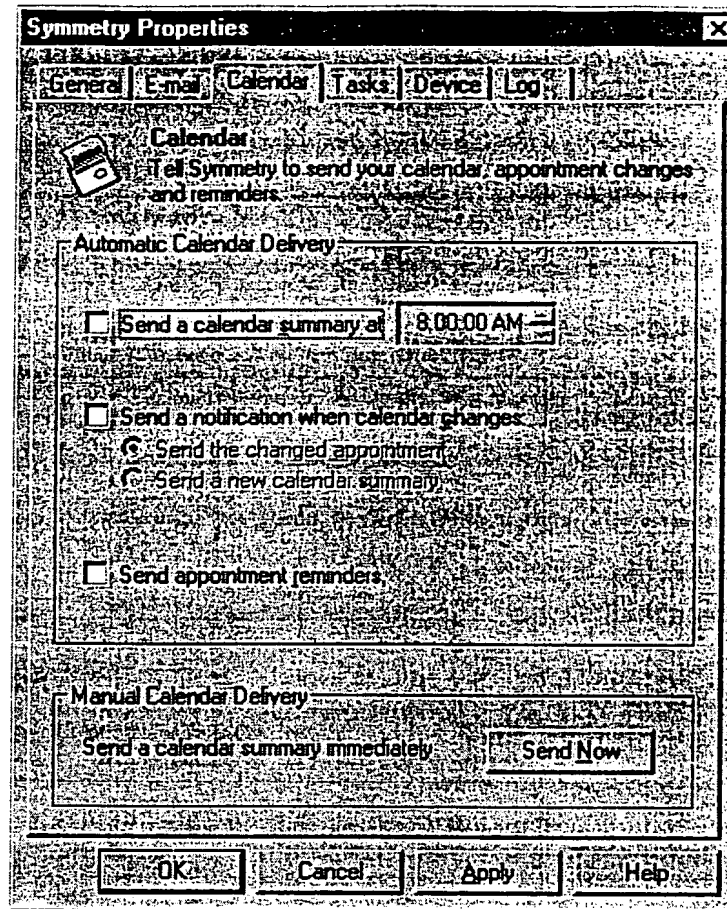 Symmetry Properties
General E-mail Calendar Tasks Device Log
Calendar
Tell Symmetry to send your calendar, appointment changes
and reminders.
Automatic Calendar Delivery
Send a calendar summary at 8:00:00 AM
Send a notification when calendar changes
Send the changed appointment
Send a new calendar summary
Send appointment reminders
Manual Calendar Delivery
Send a calendar summary immediately Send Now
OK Cancel Apply Help